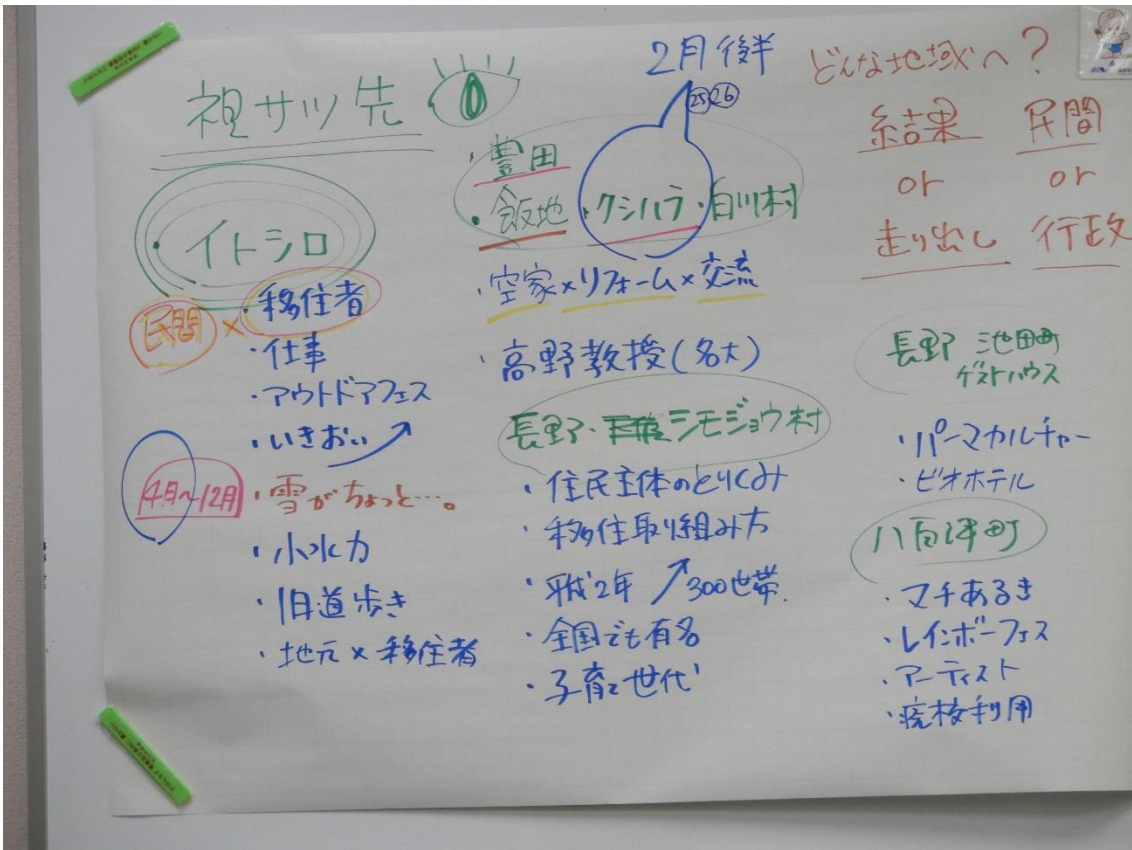 視サツ先
・イトシロ
民間 × ・移住者
・仕事
・アウトドアフェス
・いきおい
4月〜12月 ・雪がちょっと…。
・小水力
・旧道歩き
・地元×移住者
2月後半
25 26
・豊田
・飯地・クシハラ・白川村
・空家×リフォーム×交流
・高野教授(名大)
長野・シモジョウ村
・住民主体のとりくみ
・移住取り組み方
・平成2年 ↗300世帯.
・全国でも有名
・子育て世代
どんな地域へ?
結果 民間
or or
走り出し 行政
長野 池田町
ゲストハウス
・パーマカルチャー
・ビオホテル
八百津町
・マチあるき
・レインボーフェス
・アーティスト
・廃校利用